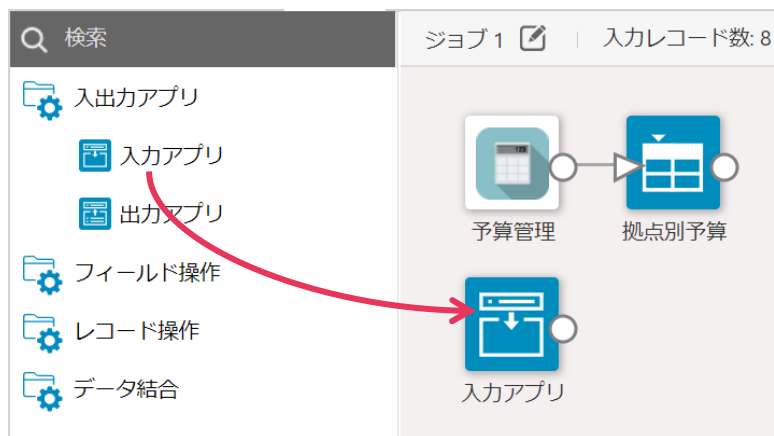 検索
入出力アプリ
入力アプリ
出力アプリ
フィールド操作
レコード操作
データ結合
ジョブ 1
入力レコード数: 8
予算管理
拠点別予算
入力アプリ